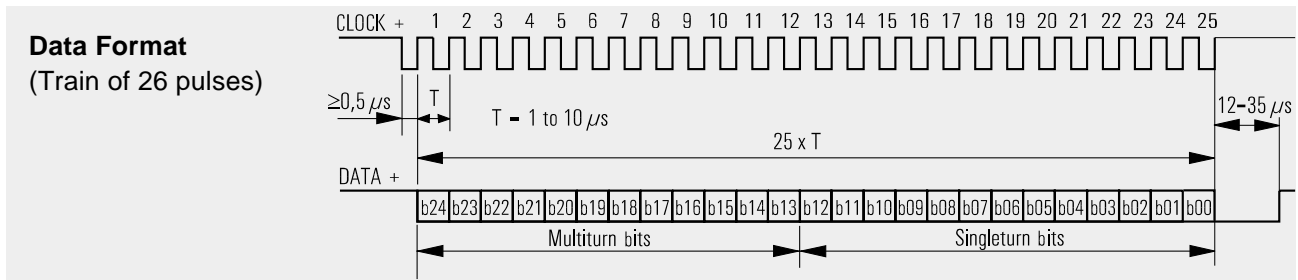 Data Format
(Train of 26 pulses)
CLOCK + 1 2 3 4 5 6 7 8 9 10 11 12 13 14 15 16 17 18 19 20 21 22 23 24 25
≥0,5 µs
T
T = 1 to 10 µs
12-35 µs
25 x T
DATA +
b24 b23 b22 b21 b20 b19 b18 b17 b16 b15 b14 b13 b12 b11 b10 b09 b08 b07 b06 b05 b04 b03 b02 b01 b00
Multiturn bits Singleturn bits